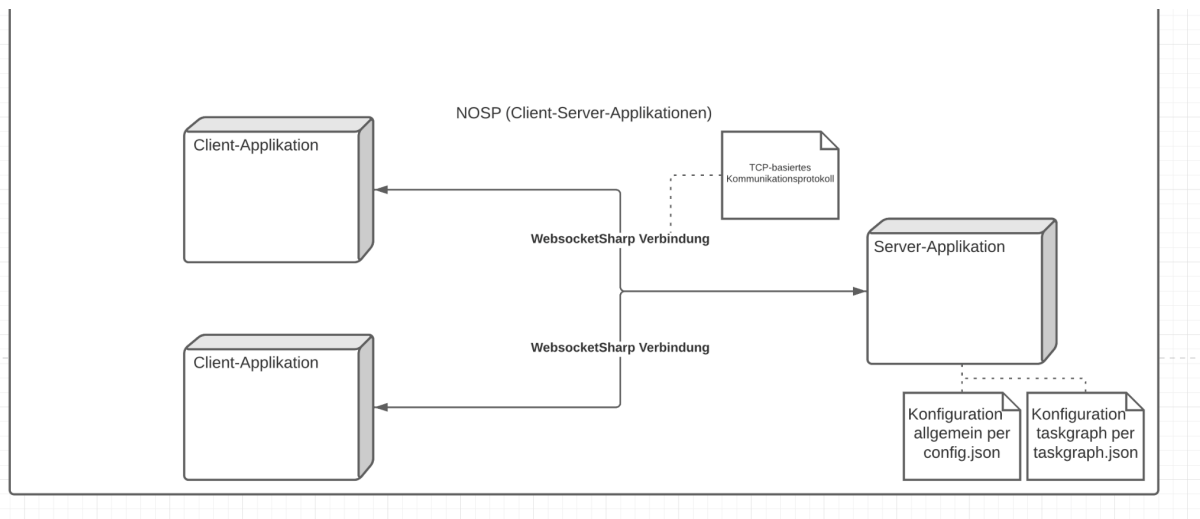 NOSP (Client-Server-Applikationen)
Client-Applikation
TCP-basiertes
Kommunikationsprotokoll
WebsocketSharp Verbindung
Server-Applikation
WebsocketSharp Verbindung
Client-Applikation
Konfiguration
allgemein per
config.json
Konfiguration
taskgraph per
taskgraph.json